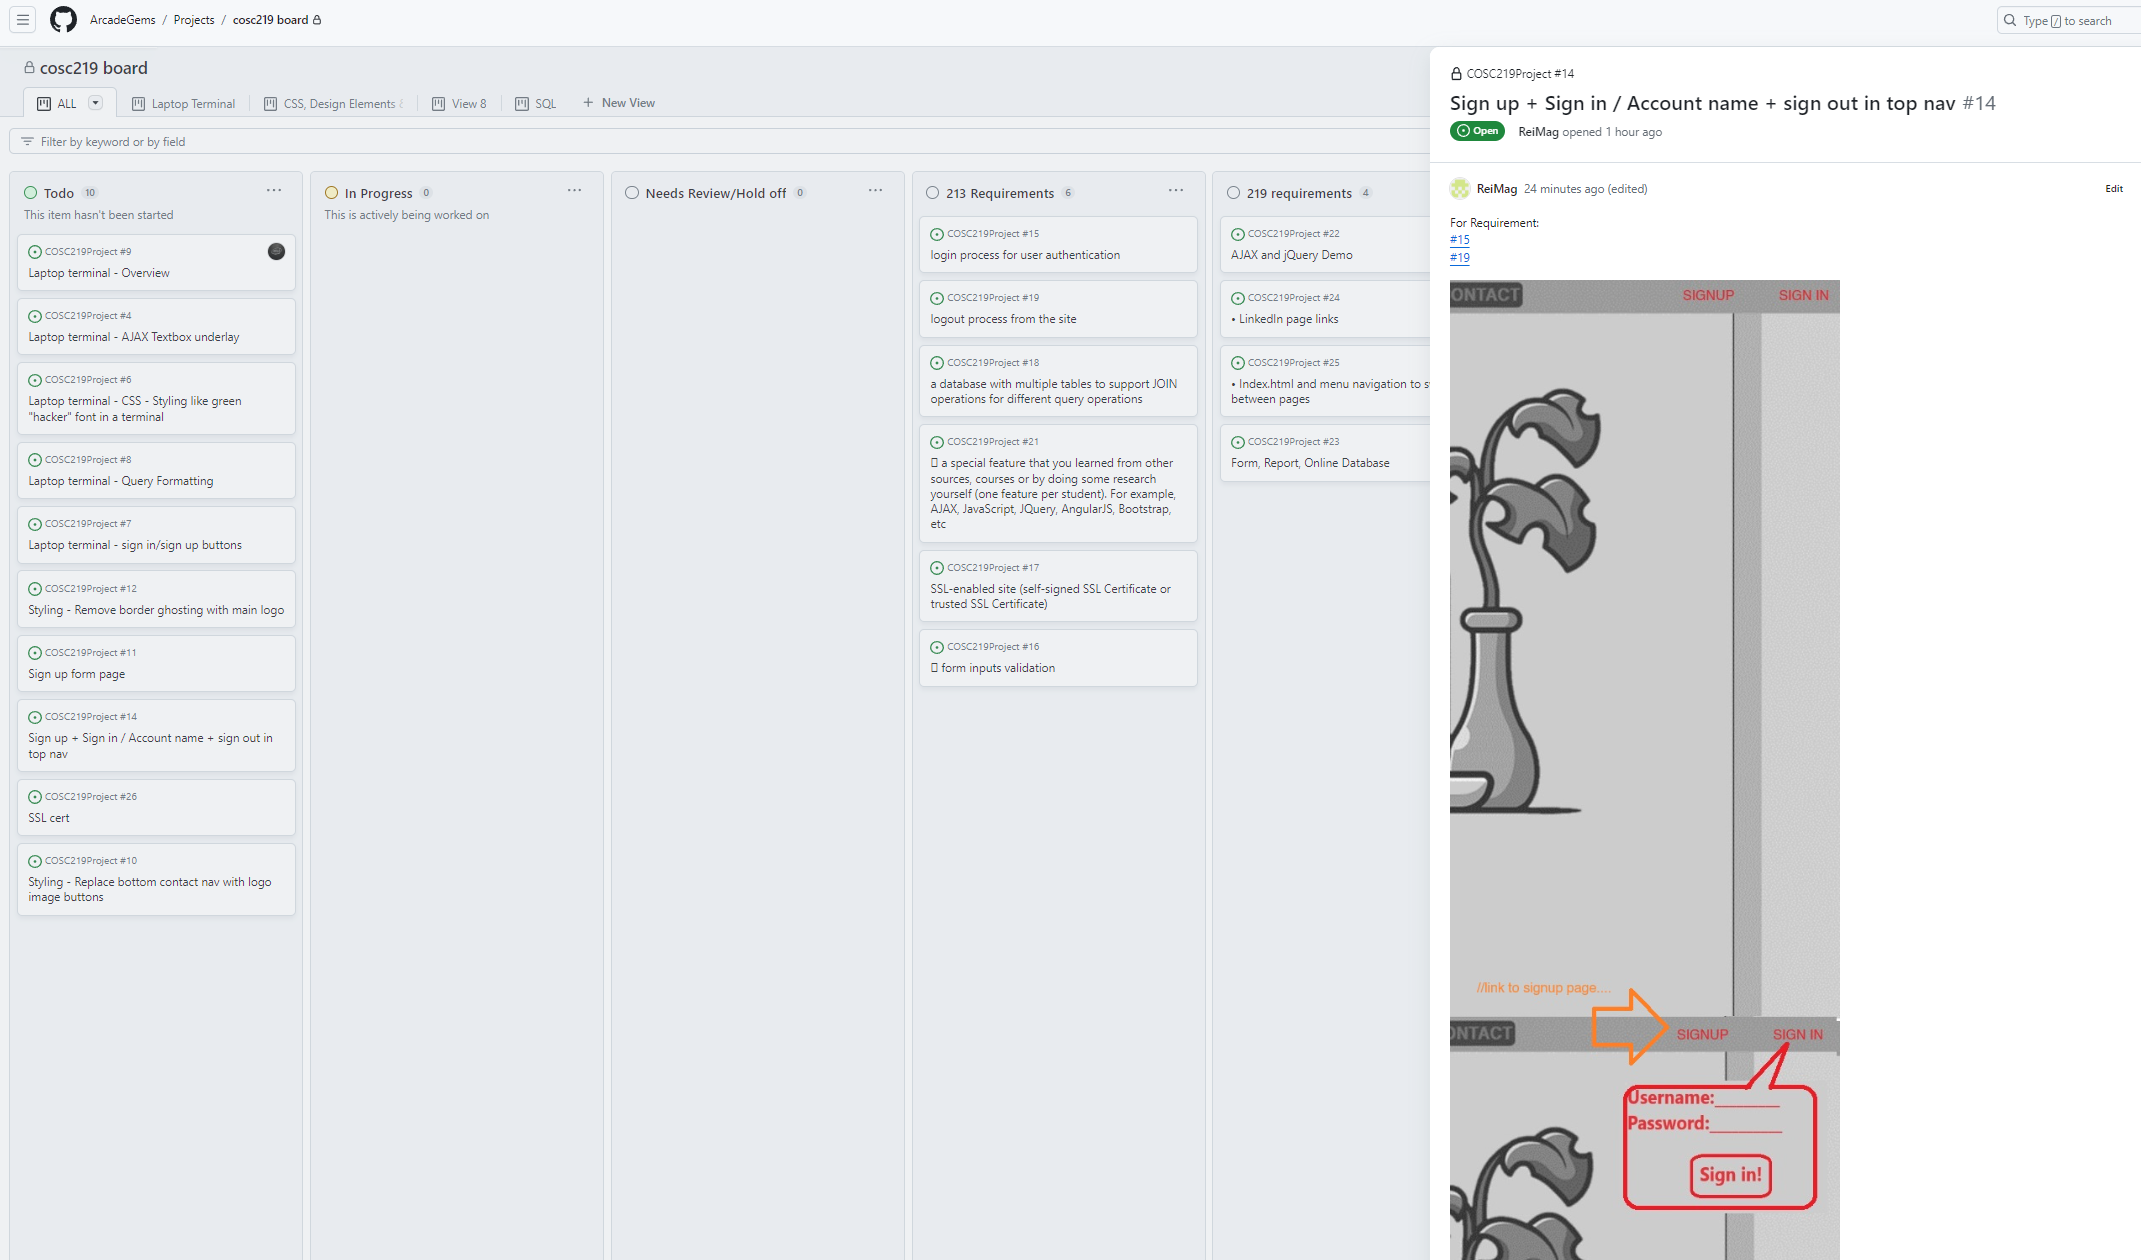 ArcadeGems / Projects / cosc219 board
Type / to search
cosc219 board
ALL
Laptop Terminal
CSS, Design Elements
View 8
SQL
New View
Filter by keyword or by field
Todo 10
This item hasn't been started
COSC219Project #9
Laptop terminal - Overview
COSC219Project #4
Laptop terminal - AJAX Textbox underlay
COSC219Project #6
Laptop terminal - CSS - Styling like green
"hacker" font in a terminal
COSC219Project #8
Laptop terminal - Query Formatting
COSC219Project #7
Laptop terminal - sign in/sign up buttons
COSC219Project #12
Styling - Remove border ghosting with main logo
COSC219Project #11
Sign up form page
COSC219Project #14
Sign up + Sign in / Account name + sign out in
top nav
COSC219Project #26
SSL cert
COSC219Project #10
Styling - Replace bottom contact nav with logo
image buttons
In Progress 0
This is actively being worked on
Needs Review/Hold off 0
213 Requirements 6
COSC219Project #15
login process for user authentication
COSC219Project #19
logout process from the site
COSC219Project #18
a database with multiple tables to support JOIN
operations for different query operations
COSC219Project #21
a special feature that you learned from other
sources, courses or by doing some research
yourself (one feature per student). For example,
AJAX, JavaScript, JQuery, AngularJS, Bootstrap,
etc
COSC219Project #17
SSL-enabled site (self-signed SSL Certificate or
trusted SSL Certificate)
COSC219Project #16
form inputs validation
219 requirements 4
COSC219Project #22
AJAX and jQuery Demo
COSC219Project #24
• LinkedIn page links
COSC219Project #25
• Index.html and menu navigation to
between pages
COSC219Project #23
Form, Report, Online Database
COSC219Project #14
Sign up + Sign in / Account name + sign out in top nav #14
Open
ReiMag opened 1 hour ago
ReiMag 24 minutes ago (edited)
Edit
For Requirement:
#15
#19
ONTACT
SIGNUP
SIGN IN
//link to signup page....
ONTACT
SIGNUP
SIGN IN
Username:_______
Password:________
Sign in!